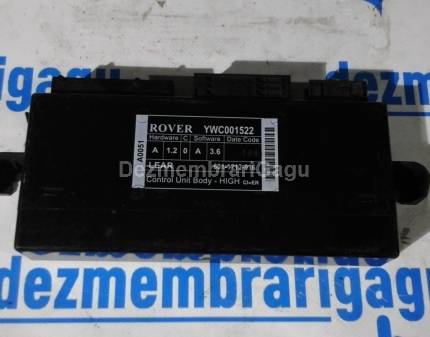 dezmembrari
ROVER YWC001522
Hardware C Software Date Code
A 1.2 0 A 3.6
LEAR
Control Unit Body - HIGH
A0051
DezmembrariGagu
dezmembrarigagu